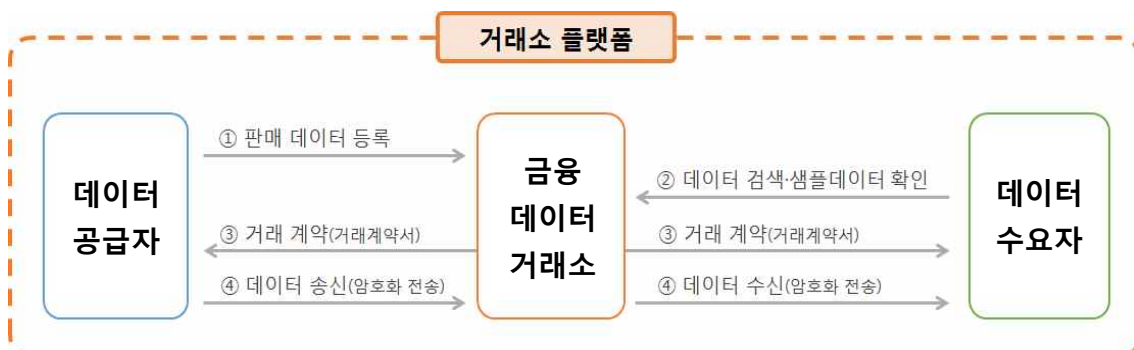 거래소 플랫폼
데이터
공급자
① 판매 데이터 등록
③ 거래 계약(거래계약서)
④ 데이터 송신(암호화 전송)
금융
데이터
거래소
② 데이터 검색·샘플데이터 확인
③ 거래 계약(거래계약서)
④ 데이터 수신(암호화 전송)
데이터
수요자